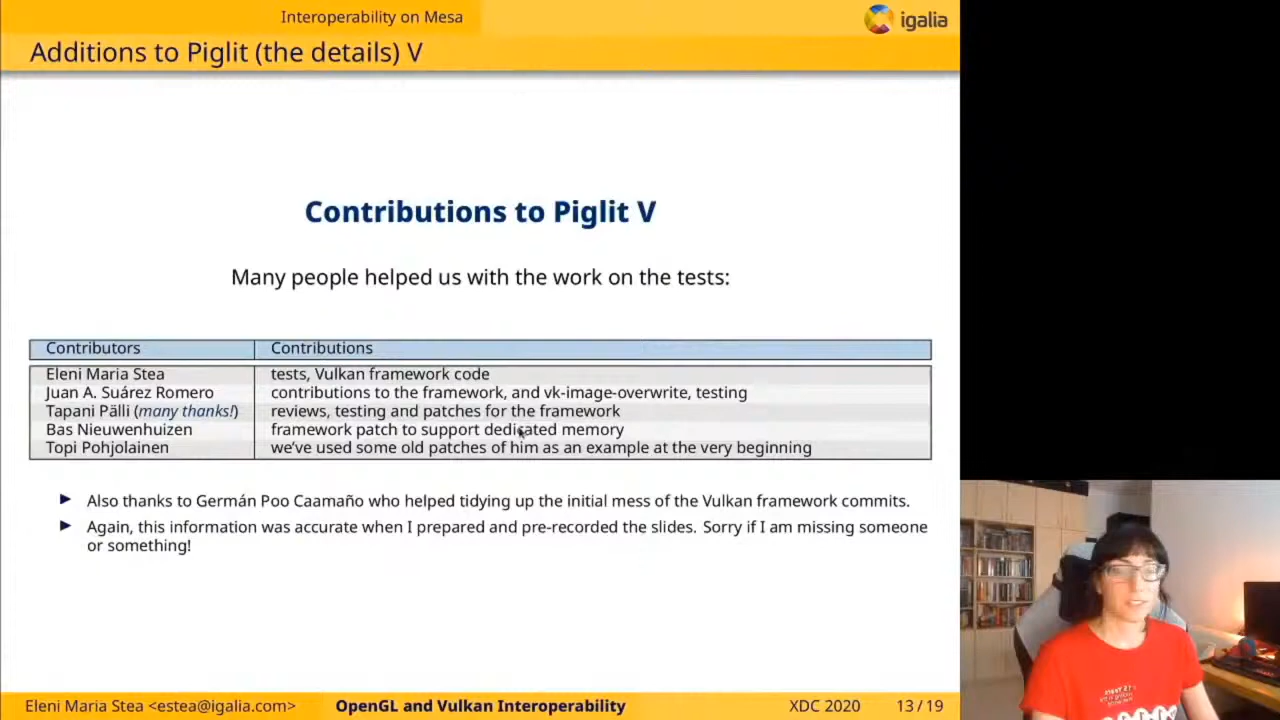 Interoperability on Mesa
igalia
Additions to Piglit (the details) V
Contributions to Piglit V
Many people helped us with the work on the tests:
Contributors Contributions
Eleni Maria Stea tests, Vulkan framework code
Juan A. Suárez Romero contributions to the framework, and vk-image-overwrite, testing
Tapani Pälli (many thanks!) reviews, testing and patches for the framework
Bas Nieuwenhuizen framework patch to support dedicated memory
Topi Pohjolainen we've used some old patches of him as an example at the very beginning
Also thanks to Germán Poo Caamaño who helped tidying up the initial mess of the Vulkan framework commits.
Again, this information was accurate when I prepared and pre-recorded the slides. Sorry if I am missing someone
or something!
Eleni Maria Stea <estea@igalia.com> OpenGL and Vulkan Interoperability XDC 2020 13 / 19